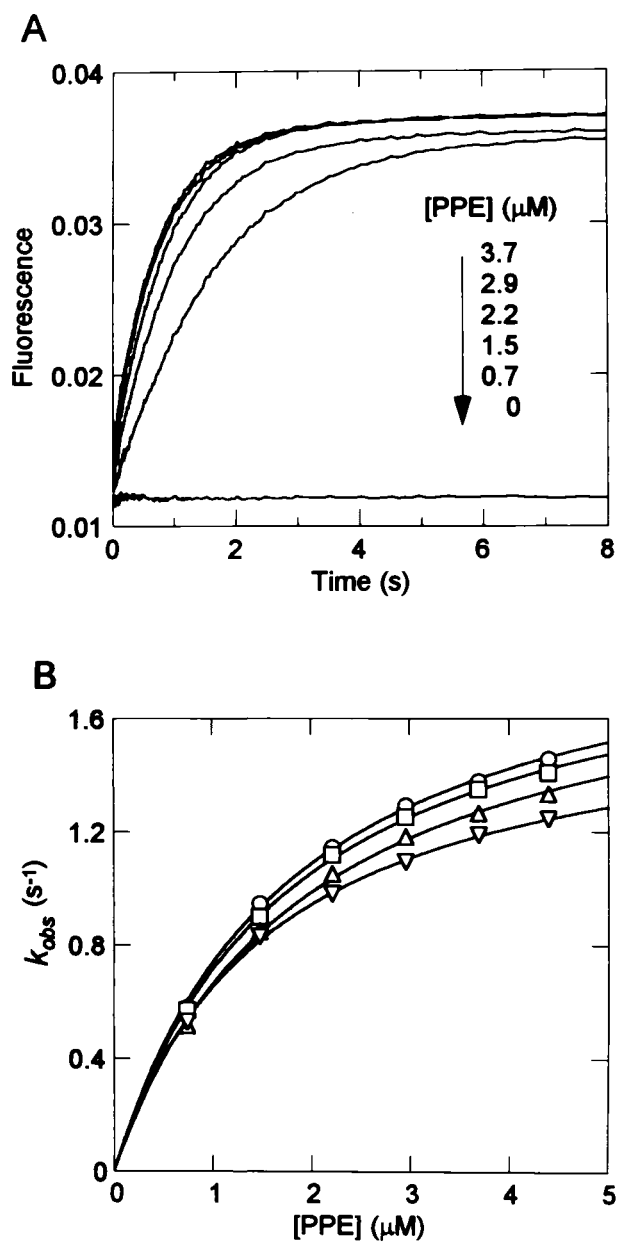 A
0.04
0.03
0.02
0.01
Fluorescence
[PPE] (μM)
3.7
2.9
2.2
1.5
0.7
0
0 2 4 6 8
Time (s)
B
1.6
1.2
0.8
0.4
0
k_obs (s⁻¹)
0 1 2 3 4 5
[PPE] (μM)